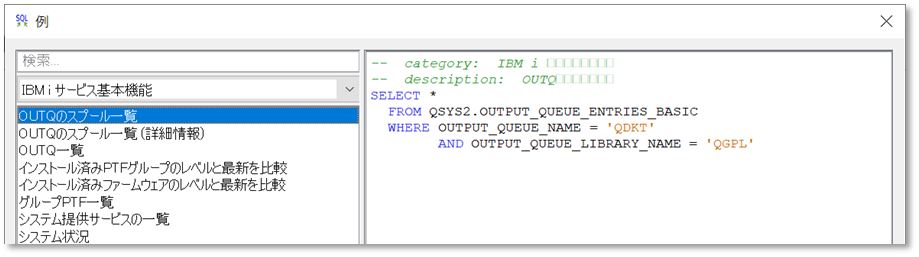 SQL
例
検索...
IBM i サービス基本機能
OUTQのスプール一覧
OUTQのスプール一覧(詳細情報)
OUTQ一覧
インストール済みPTFグループのレベルと最新を比較
インストール済みファームウェアのレベルと最新を比較
グループPTF一覧
システム提供サービスの一覧
システム状況
-- category: IBM i
-- description: OUTQ
SELECT *
FROM QSYS2.OUTPUT_QUEUE_ENTRIES_BASIC
WHERE OUTPUT_QUEUE_NAME = 'QDKT'
AND OUTPUT_QUEUE_LIBRARY_NAME = 'QGPL'